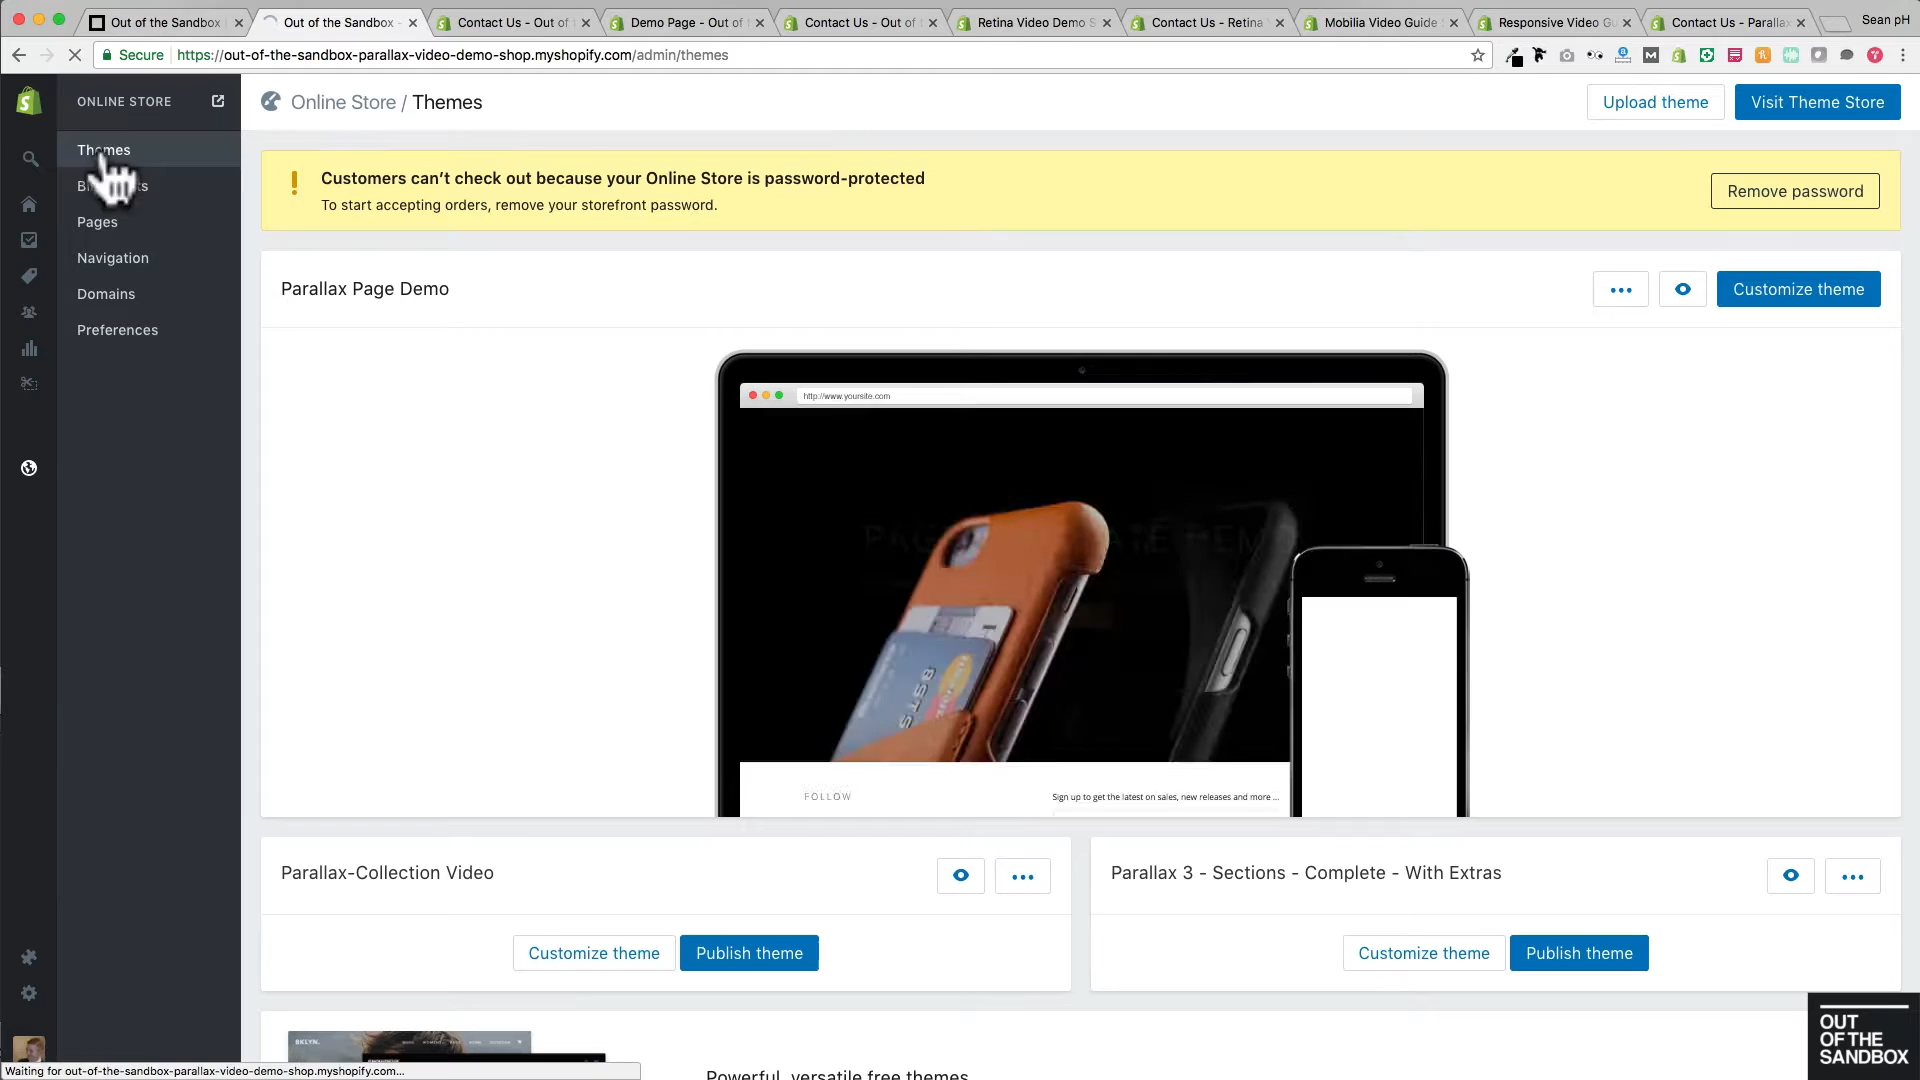 Out of the Sandbox
Out of the Sandbox -
Contact Us - Out of
Demo Page - Out of
Contact Us - Out of
Retina Video Demo S
Contact Us - Retina
Mobilia Video Guide
Responsive Video Gu
Contact Us - Parallax
Sean pH
Secure https://out-of-the-sandbox-parallax-video-demo-shop.myshopify.com/admin/themes
ONLINE STORE
Themes
Pages
Navigation
Domains
Preferences
Online Store / Themes
Upload theme
Visit Theme Store
Customers can’t check out because your Online Store is password-protected
To start accepting orders, remove your storefront password.
Remove password
Parallax Page Demo
Customize theme
http://www.yoursite.com
FOLLOW
Sign up to get the latest on sales, new releases and more ...
Parallax-Collection Video
Customize theme
Publish theme
Parallax 3 - Sections - Complete - With Extras
Customize theme
Publish theme
BKLYN.
Powerful, versatile free themes
Waiting for out-of-the-sandbox-parallax-video-demo-shop.myshopify.com...
OUT
OF THE
SANDBOX